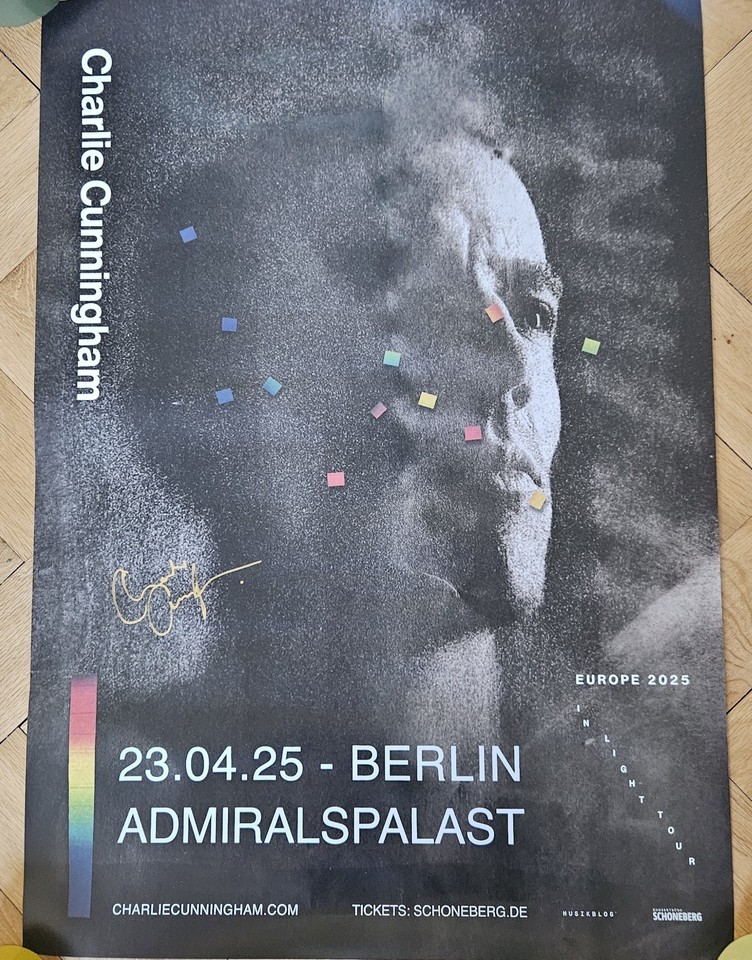 Charlie Cunningham
EUROPE 2025
IN LIGHT TOUR
23.04.25 - BERLIN
ADMIRALSPALAST
CHARLIECUNNINGHAM.COM
TICKETS: SCHONEBERG.DE
MUSIKBLOG
KONZERTBÜRO
SCHONEBERG